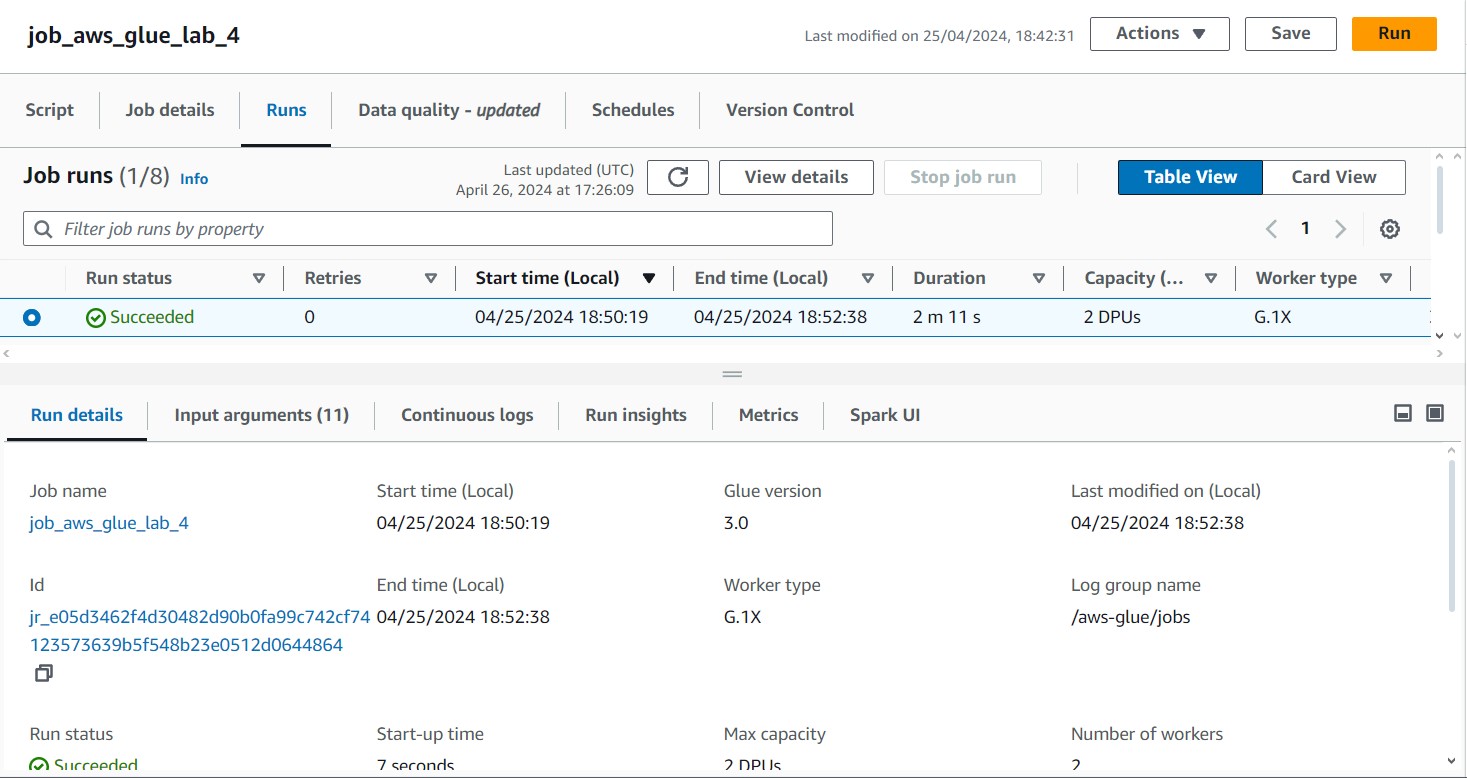 job_aws_glue_lab_4
Last modified on 25/04/2024, 18:42:31
Actions
Save
Run
Script
Job details
Runs
Data quality - updated
Schedules
Version Control
Job runs (1/8) Info
Last updated (UTC)
April 26, 2024 at 17:26:09
View details
Stop job run
Table View
Card View
Filter job runs by property
1
Run status Retries Start time (Local) End time (Local) Duration Capacity (... Worker type
Succeeded 0 04/25/2024 18:50:19 04/25/2024 18:52:38 2 m 11 s 2 DPUs G.1X
Run details
Input arguments (11)
Continuous logs
Run insights
Metrics
Spark UI
Job name
job_aws_glue_lab_4
Start time (Local)
04/25/2024 18:50:19
Glue version
3.0
Last modified on (Local)
04/25/2024 18:52:38
Id
jr_e05d3462f4d30482d90b0fa99c742cf74
123573639b5f548b23e0512d0644864
End time (Local)
04/25/2024 18:52:38
Worker type
G.1X
Log group name
/aws-glue/jobs
Run status
Succeeded
Start-up time
7 seconds
Max capacity
2 DPUs
Number of workers
2